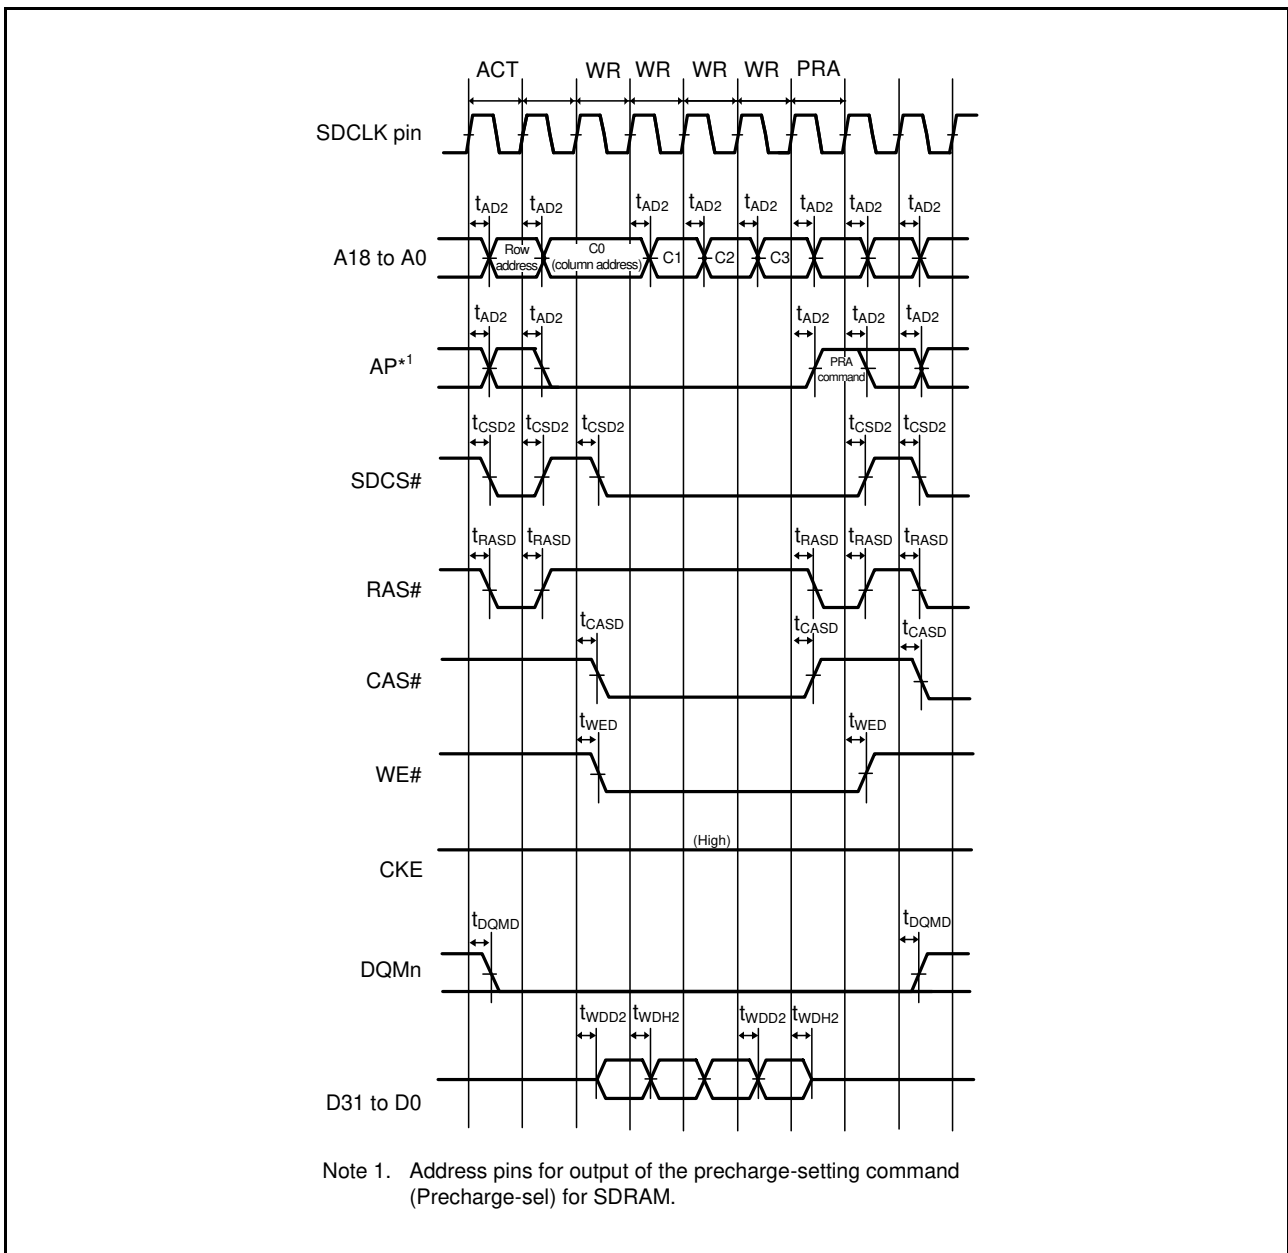 ACT WR WR WR WR PRA
SDCLK pin
tAD2 tAD2 tAD2 tAD2 tAD2 tAD2 tAD2 tAD2
A18 to A0
Row address
C0 (column address)
C1 C2 C3
tAD2 tAD2 tAD2 tAD2 tAD2
AP*1
PRA command
tCSD2 tCSD2 tCSD2 tCSD2 tCSD2
SDCS#
tRASD tRASD tRASD tRASD tRASD
RAS#
tCASD tCASD tCASD
CAS#
tWED tWED
WE#
(High)
CKE
tDQMD tDQMD
DQMn
tWDD2 tWDH2 tWDD2 tWDH2
D31 to D0
Note 1. Address pins for output of the precharge-setting command
(Precharge-sel) for SDRAM.